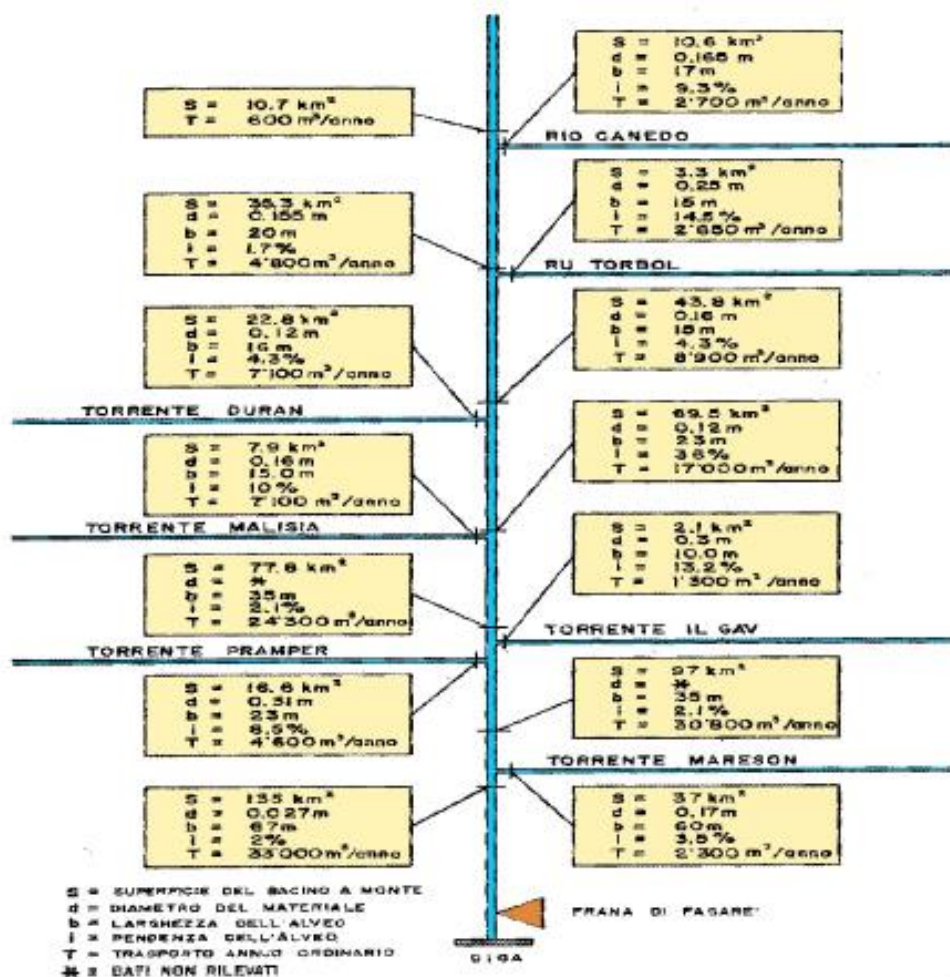 S = 10.6 km²
d = 0.165 m
b = 17 m
i = 9.3%
T = 2'700 m³/anno
S = 10.7 km²
T = 600 m³/anno
RIO CANEDO
S = 3.3 km²
d = 0.25 m
b = 15 m
i = 14.5%
T = 2'650 m³/anno
S = 35.3 km²
d = 0.155 m
b = 20 m
i = 1.7%
T = 4'800 m³/anno
RU TORBOL
S = 43.8 km²
d = 0.16 m
b = 15 m
i = 4.3%
T = 8'900 m³/anno
S = 22.8 km²
d = 0.12 m
b = 16 m
i = 4.3%
T = 7'100 m³/anno
TORRENTE DURAN
S = 69.5 km²
d = 0.12 m
b = 23 m
i = 36%
T = 17'000 m³/anno
S = 7.9 km²
d = 0.16 m
b = 15.0 m
i = 10%
T = 7'100 m³/anno
TORRENTE MALISIA
S = 2.1 km²
d = 0.3 m
b = 10.0 m
i = 13.2%
T = 1'300 m³/anno
S = 77.8 km²
d = *
b = 35 m
i = 2.1%
T = 24'300 m³/anno
TORRENTE IL GAV
TORRENTE PRAMPER
S = 97 km²
d = *
b = 35 m
i = 2.1%
T = 30'800 m³/anno
S = 16.6 km²
d = 0.31 m
b = 23 m
i = 8.5%
T = 4'600 m³/anno
TORRENTE MARESON
S = 135 km²
d = 0.027 m
b = 67 m
i = 2%
T = 33'000 m³/anno
S = 37 km²
d = 0.17 m
b = 60 m
i = 3.5%
T = 2'300 m³/anno
S = SUPERFICIE DEL BACINO A MONTE
d = DIAMETRO DEL MATERIALE
b = LARGHEZZA DELL'ALVEO
i = PENDENZA DELL'ALVEO
T = TRASPORTO ANNUO ORDINARIO
* = DATI NON RILEVATI
FRANA DI FAGARE'
DIGA